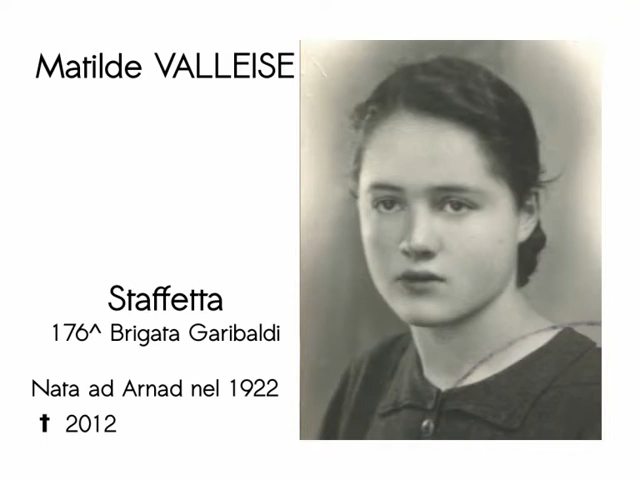 Matilde VALLEISE
Staffetta
176^ Brigata Garibaldi
Nata ad Arnad nel 1922
✝ 2012